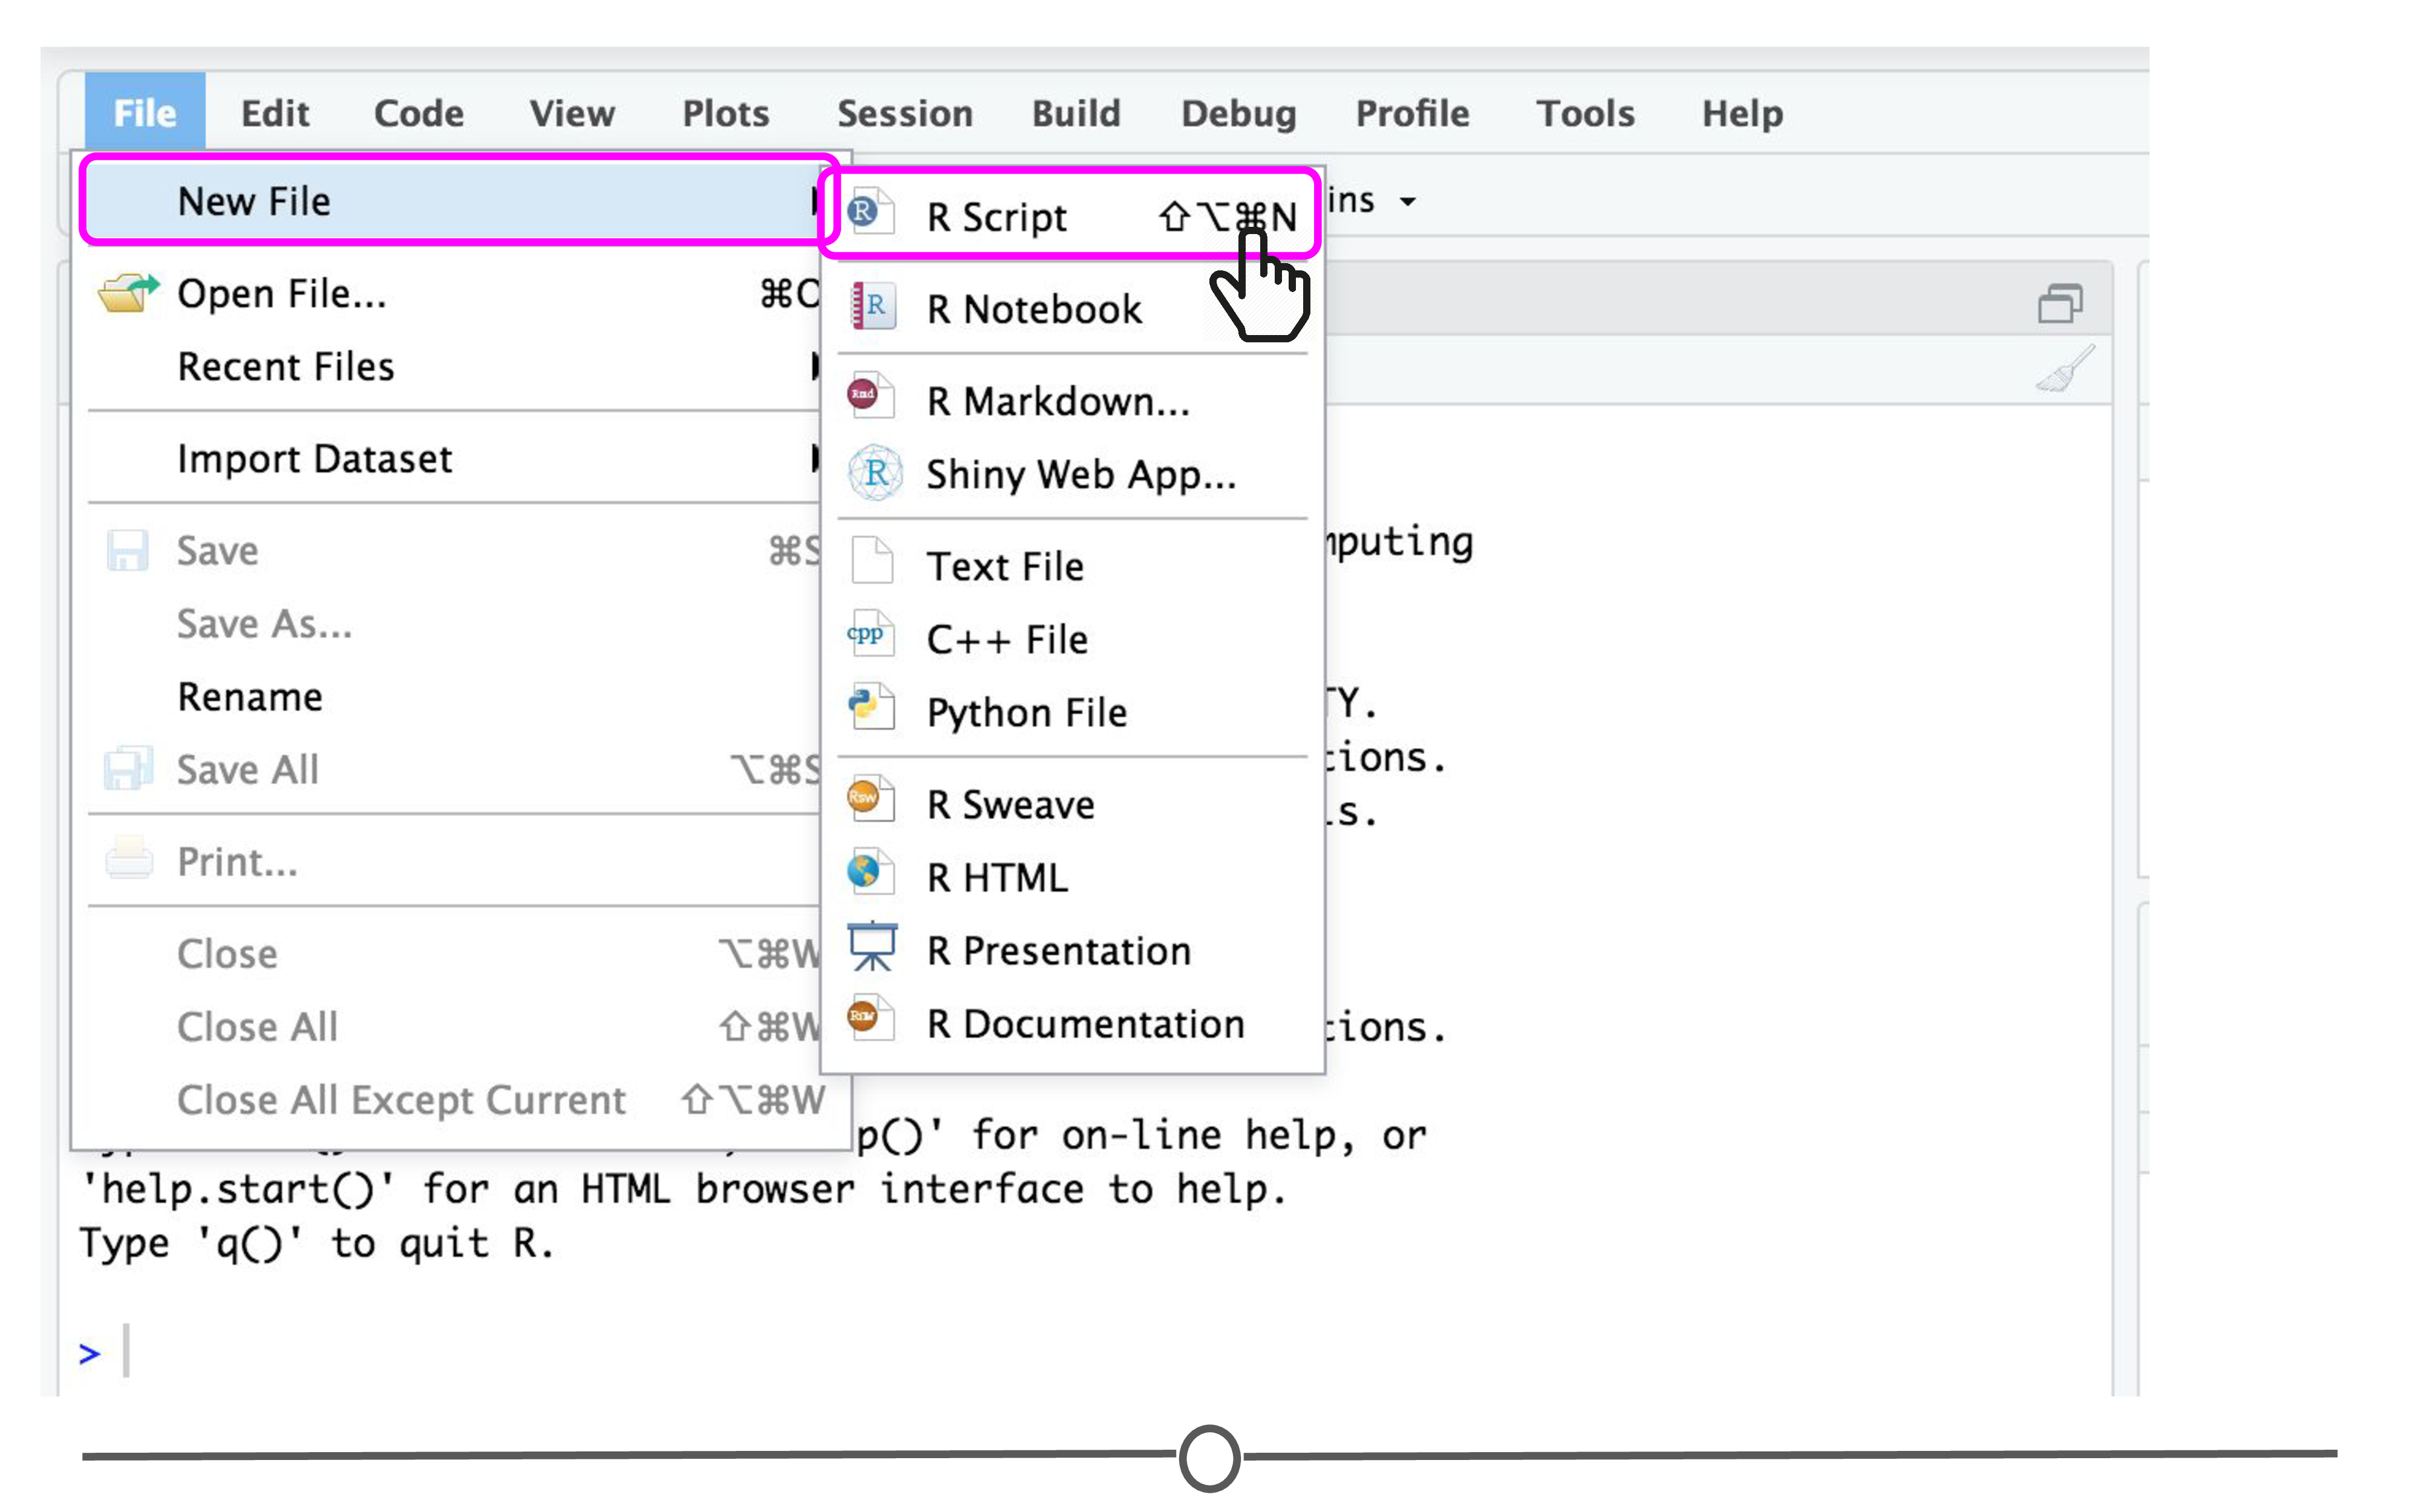 File Edit Code View Plots Session Build Debug Profile Tools Help
New File
Open File...
Recent Files
Import Dataset
Save ⌘S
Save As...
Rename
Save All ⌥⌘S
Print...
Close ⌥⌘W
Close All ⇧⌘W
Close All Except Current ⇧⌥⌘W
R Script ⇧⌥⌘N
R Notebook
R Markdown...
Shiny Web App...
Text File
C++ File
Python File
R Sweave
R HTML
R Presentation
R Documentation
ins
puting
Y.
tions.
s.
tions.
p()' for on-line help, or
'help.start()' for an HTML browser interface to help.
Type 'q()' to quit R.
>